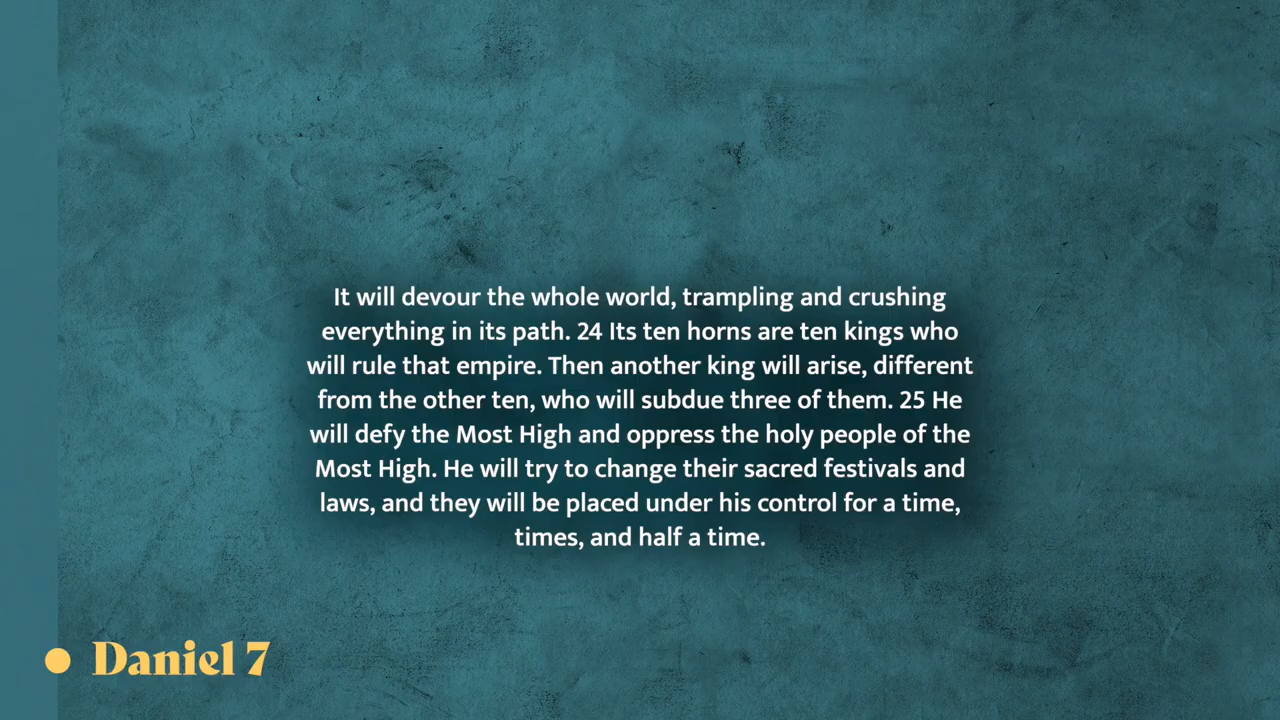 It will devour the whole world, trampling and crushing
everything in its path. 24 Its ten horns are ten kings who
will rule that empire. Then another king will arise, different
from the other ten, who will subdue three of them. 25 He
will defy the Most High and oppress the holy people of the
Most High. He will try to change their sacred festivals and
laws, and they will be placed under his control for a time,
times, and half a time.
Daniel 7